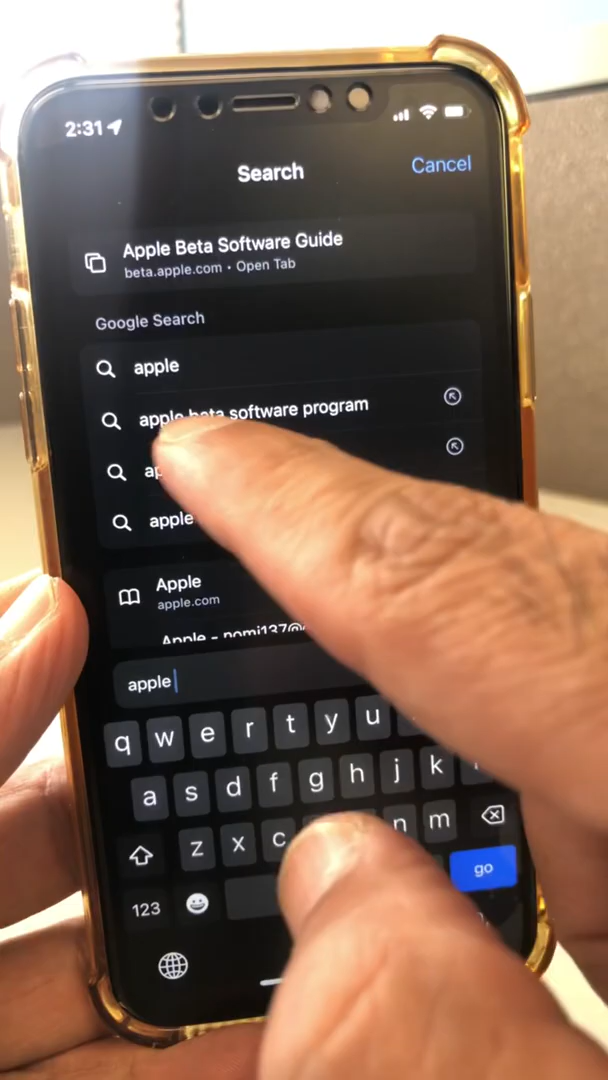 2:31
Search
Cancel
Apple Beta Software Guide
beta.apple.com • Open Tab
Google Search
apple
apple beta software program
apple
Apple
apple.com
apple
q w e r t y u
a s d f g h j k
z x c n m
123
go